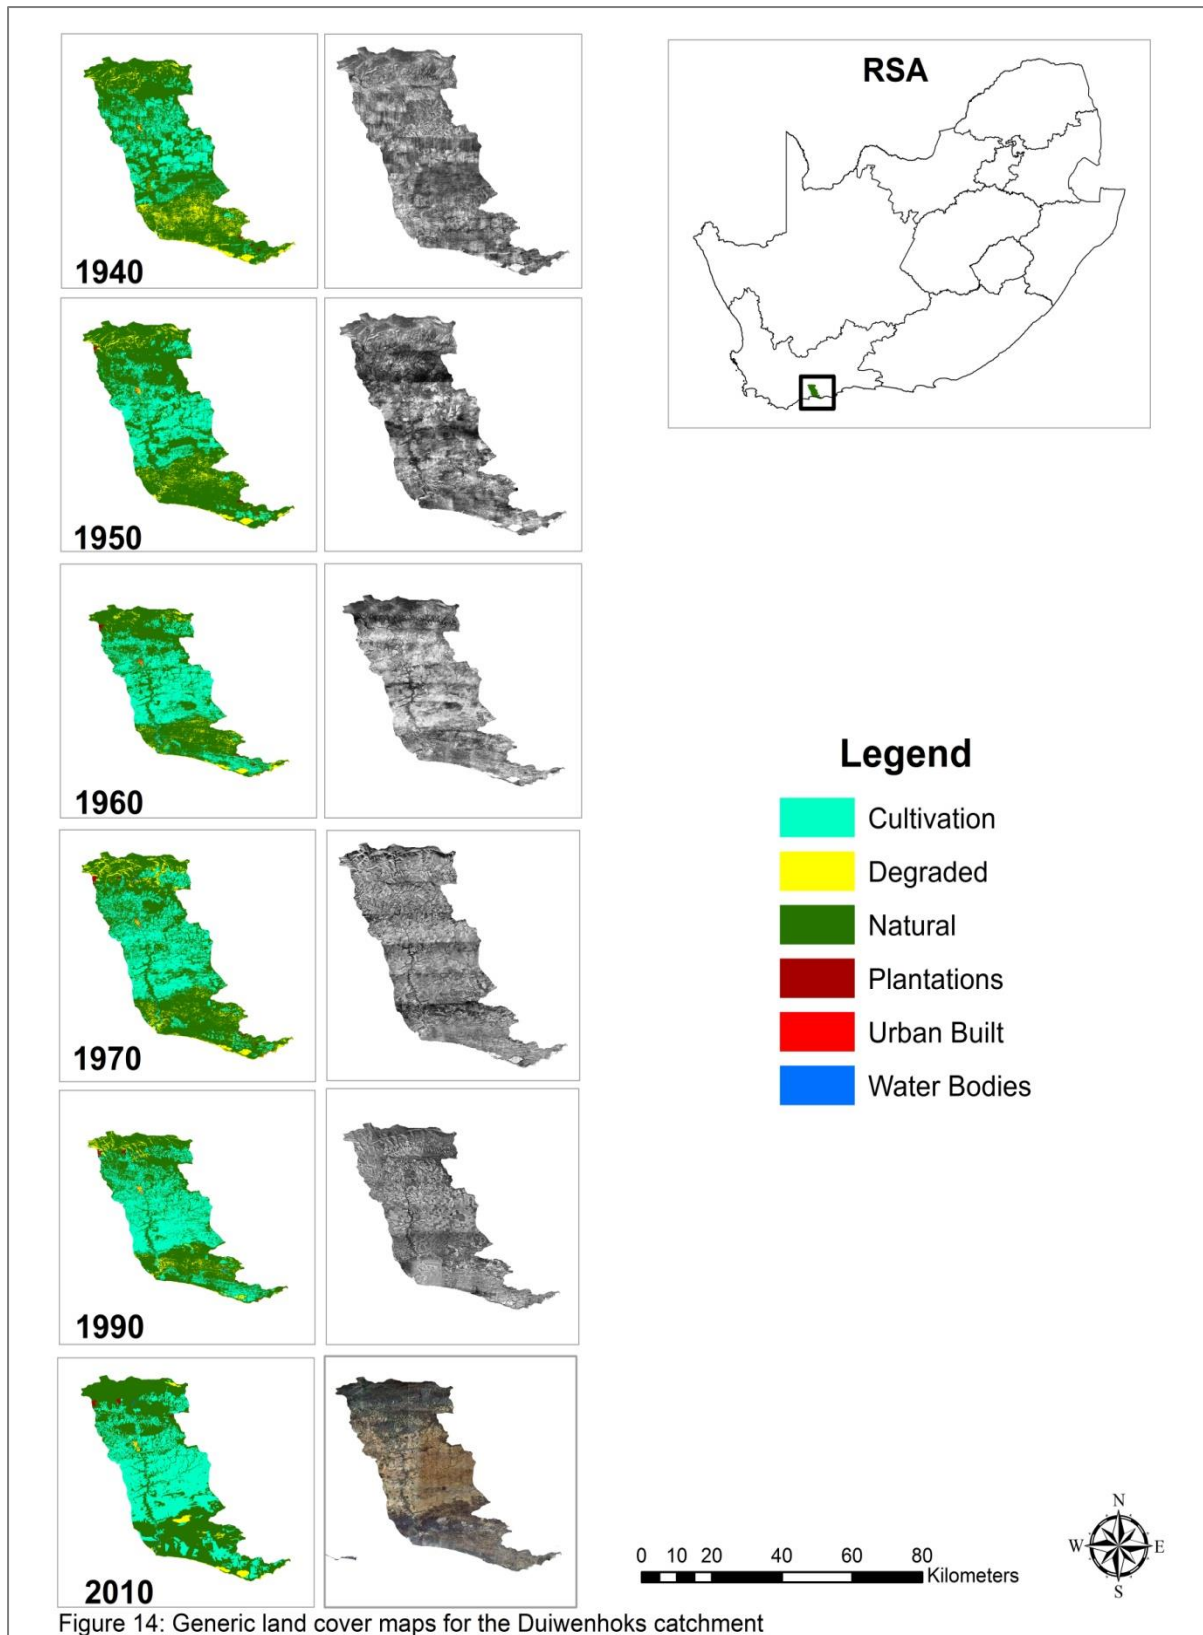 1940
1950
1960
1970
1990
2010
RSA
Legend
Cultivation
Degraded
Natural
Plantations
Urban Built
Water Bodies
0 10 20 40 60 80
Kilometers
N
W E
S
Figure 14: Generic land cover maps for the Duiwenhoks catchment